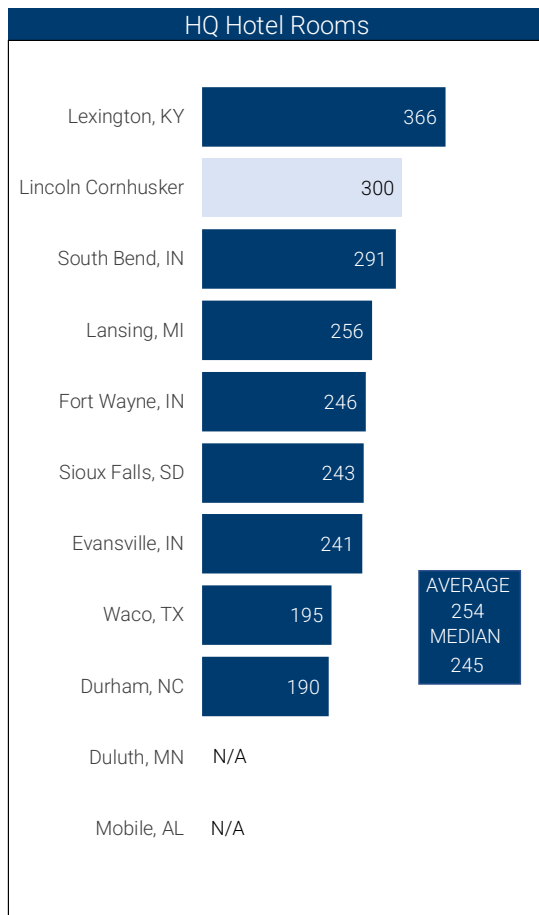 HQ Hotel Rooms
Lexington, KY 366
Lincoln Cornhusker 300
South Bend, IN 291
Lansing, MI 256
Fort Wayne, IN 246
Sioux Falls, SD 243
Evansville, IN 241
Waco, TX 195
Durham, NC 190
Duluth, MN N/A
Mobile, AL N/A
AVERAGE
254
MEDIAN
245